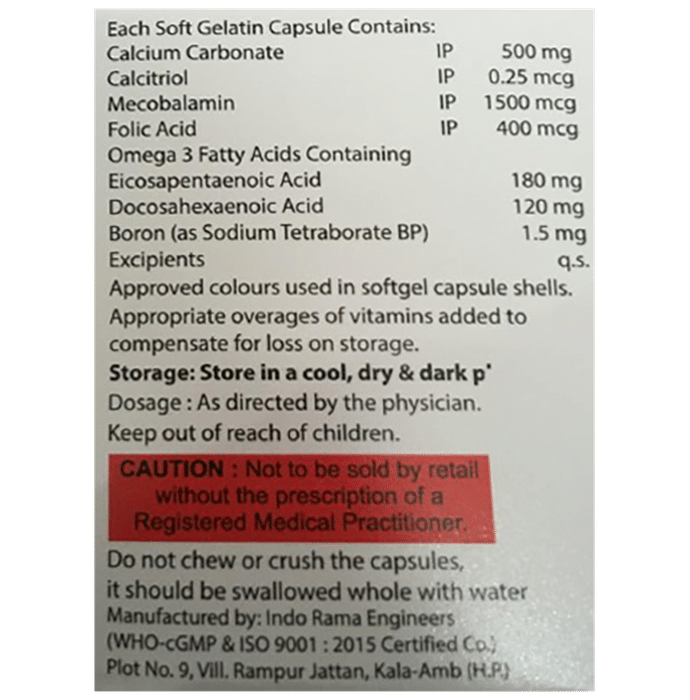 Each Soft Gelatin Capsule Contains:
Calcium Carbonate IP 500 mg
Calcitriol IP 0.25 mcg
Mecobalamin IP 1500 mcg
Folic Acid IP 400 mcg
Omega 3 Fatty Acids Containing
Eicosapentaenoic Acid 180 mg
Docosahexaenoic Acid 120 mg
Boron (as Sodium Tetraborate BP) 1.5 mg
Excipients q.s.
Approved colours used in softgel capsule shells.
Appropriate overages of vitamins added to
compensate for loss on storage.
Storage: Store in a cool, dry & dark
Dosage : As directed by the physician.
Keep out of reach of children.
CAUTION : Not to be sold by retail
without the prescription of a
Registered Medical Practitioner.
Do not chew or crush the capsules,
it should be swallowed whole with water
Manufactured by: Indo Rama Engineers
(WHO-cGMP & ISO 9001 : 2015 Certified Co.)
Plot No. 9, Vill. Rampur Jattan, Kala-Amb (H.P.)